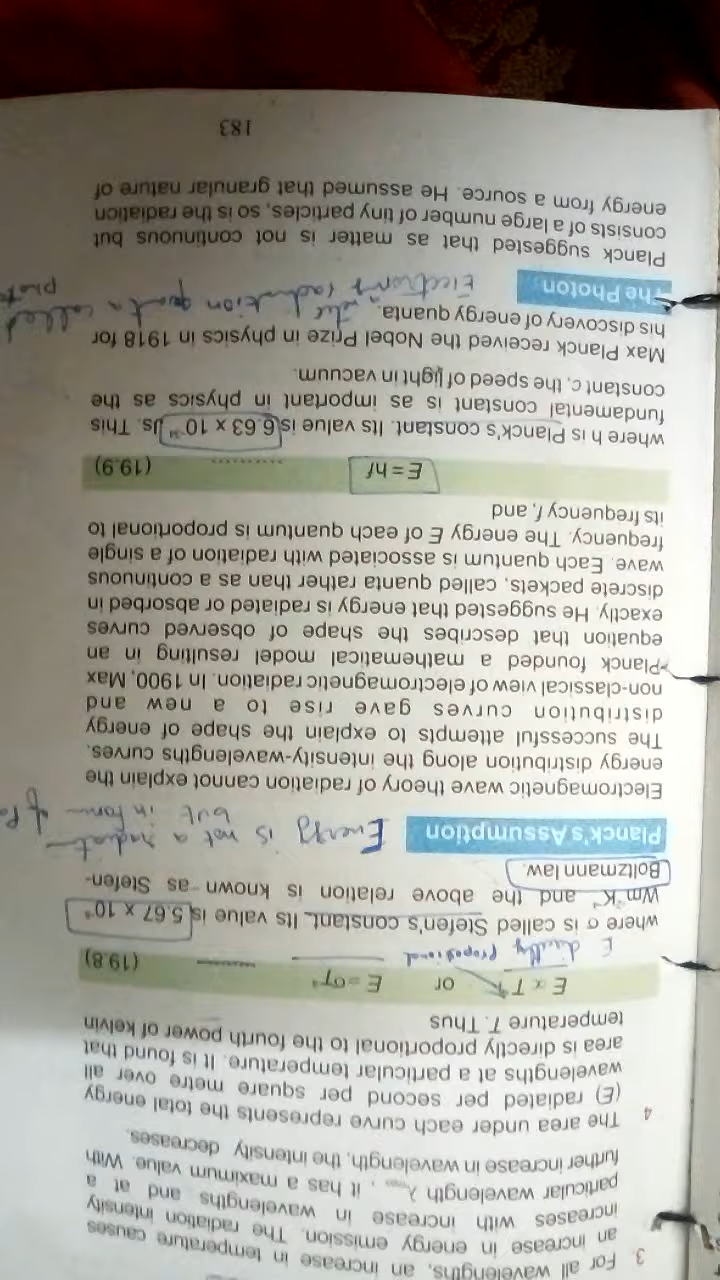 3. For all wavelengths, an increase in temperature causes
an increase in energy emission. The radiation intensity
increases with increase in wavelengths and at a
particular wavelength λmax, it has a maximum value. With
further increase in wavelength, the intensity decreases.
4 The area under each curve represents the total energy
(E) radiated per second per square metre over all
wavelengths at a particular temperature. It is found that
area is directly proportional to the fourth power of kelvin
temperature T. Thus
E ∝ T⁴ or E = σT⁴ .......... (19.8)
E directly proportional
where σ is called Stefen's constant. Its value is 5.67 x 10⁻⁸
Wm⁻²K⁻⁴ and the above relation is known as Stefen-
Boltzmann law.
Planck's Assumption
Energy is not a radiat
but in form of Pa
Electromagnetic wave theory of radiation cannot explain the
energy distribution along the intensity-wavelengths curves.
The successful attempts to explain the shape of energy
distribution curves gave rise to a new and
non-classical view of electromagnetic radiation. In 1900, Max
Planck founded a mathematical model resulting in an
equation that describes the shape of observed curves
exactly. He suggested that energy is radiated or absorbed in
discrete packets, called quanta rather than as a continuous
wave. Each quantum is associated with radiation of a single
frequency. The energy E of each quantum is proportional to
its frequency f, and
E = hf .......... (19.9)
where h is Planck's constant. Its value is 6.63 x 10⁻³⁴ Js. This
fundamental constant is as important in physics as the
constant c, the speed of light in vacuum.
Max Planck received the Nobel Prize in physics in 1918 for
his discovery of energy quanta.
called
The Photon
Planck suggested that as matter is not continuous but
consists of a large number of tiny particles, so is the radiation
energy from a source. He assumed that granular nature of
183